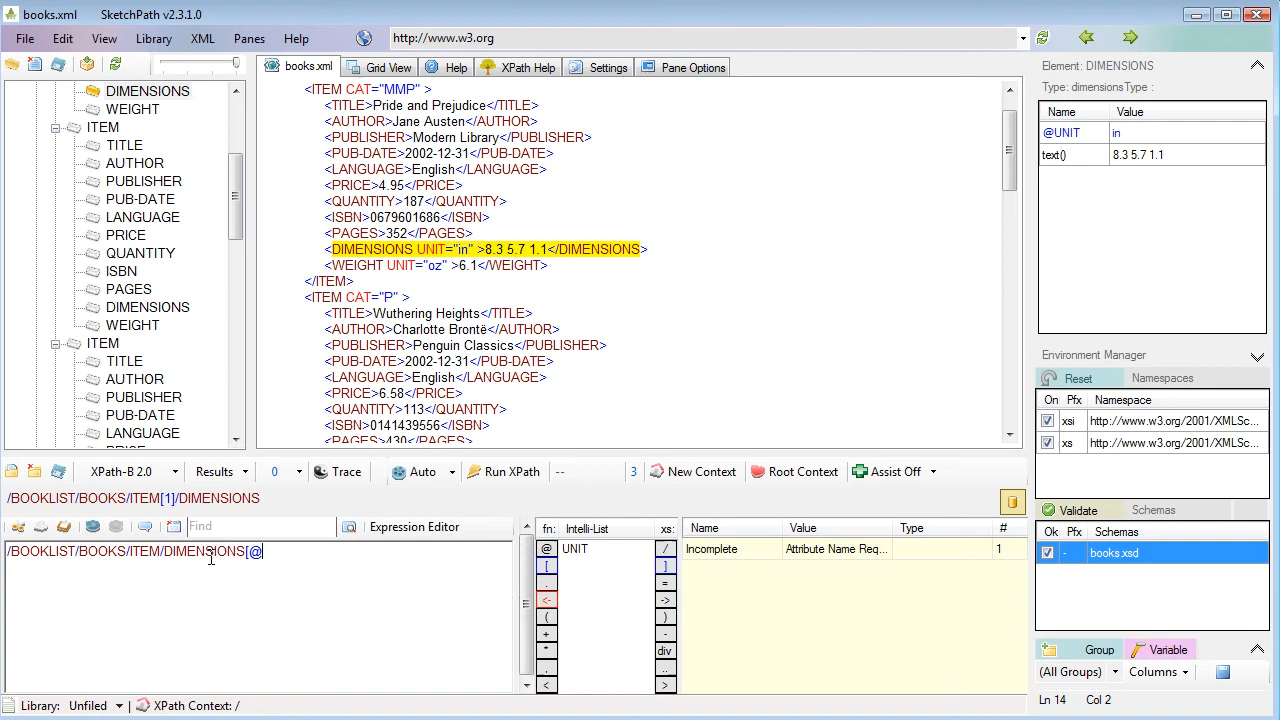 books.xml SketchPath v2.3.1.0
File Edit View Library XML Panes Help http://www.w3.org
books.xml Grid View Help XPath Help Settings Pane Options
DIMENSIONS
WEIGHT
ITEM
TITLE
AUTHOR
PUBLISHER
PUB-DATE
LANGUAGE
PRICE
QUANTITY
ISBN
PAGES
DIMENSIONS
WEIGHT
ITEM
TITLE
AUTHOR
PUBLISHER
PUB-DATE
LANGUAGE
<ITEM CAT="MMP" >
<TITLE>Pride and Prejudice</TITLE>
<AUTHOR>Jane Austen</AUTHOR>
<PUBLISHER>Modern Library</PUBLISHER>
<PUB-DATE>2002-12-31</PUB-DATE>
<LANGUAGE>English</LANGUAGE>
<PRICE>4.95</PRICE>
<QUANTITY>187</QUANTITY>
<ISBN>0679601686</ISBN>
<PAGES>352</PAGES>
<DIMENSIONS UNIT="in" >8.3 5.7 1.1</DIMENSIONS>
<WEIGHT UNIT="oz" >6.1</WEIGHT>
</ITEM>
<ITEM CAT="P" >
<TITLE>Wuthering Heights</TITLE>
<AUTHOR>Charlotte Brontë</AUTHOR>
<PUBLISHER>Penguin Classics</PUBLISHER>
<PUB-DATE>2002-12-31</PUB-DATE>
<LANGUAGE>English</LANGUAGE>
<PRICE>6.58</PRICE>
<QUANTITY>113</QUANTITY>
<ISBN>0141439556</ISBN>
<PAGES>430</PAGES>
Element: DIMENSIONS
Type: dimensionsType :
Name Value
@UNIT in
text() 8.3 5.7 1.1
Environment Manager
Reset Namespaces
On Pfx Namespace
xsi http://www.w3.org/2001/XMLSc...
xs http://www.w3.org/2001/XMLSc...
Validate Schemas
Ok Pfx Schemas
- books.xsd
Group Variable
(All Groups) Columns
Ln 14 Col 2
XPath-B 2.0 Results 0 Trace Auto Run XPath -- 3 New Context Root Context Assist Off
/BOOKLIST/BOOKS/ITEM[1]/DIMENSIONS
Find Expression Editor
/BOOKLIST/BOOKS/ITEM/DIMENSIONS[@
fn: Intelli-List xs:
@ UNIT /
[ ]
. =
<- ->
( )
+ -
* div
, ..
< >
Name Value Type #
Incomplete Attribute Name Req... 1
Library: Unfiled XPath Context: /